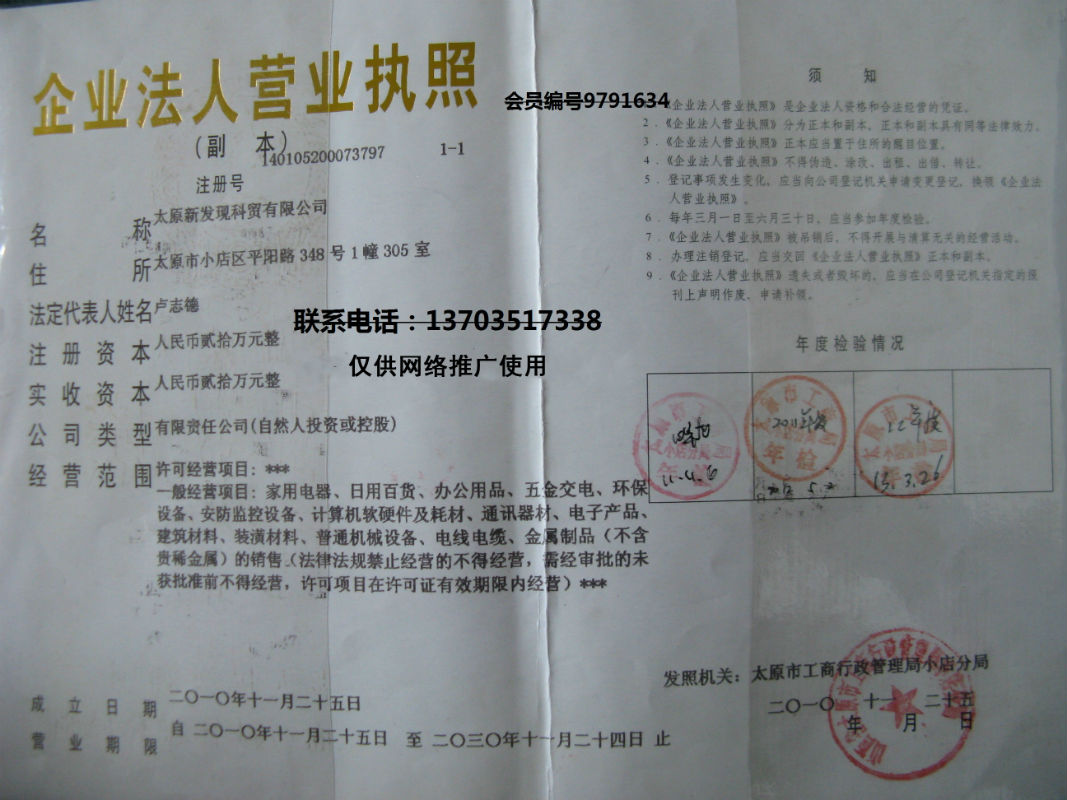 企业法人营业执照
(副 本)
140105200073797 1-1
注册号
名 称 太原新发现科贸有限公司
住 所 太原市小店区平阳路348号1幢305室
法定代表人姓名 卢志德
注册资本 人民币贰拾万元整
实收资本 人民币贰拾万元整
公司类型 有限责任公司(自然人投资或控股)
经营范围 许可经营项目：***
一般经营项目：家用电器、日用百货、办公用品、五金交电、环保
设备、安防监控设备、计算机软硬件及耗材、通讯器材、电子产品、
建筑材料、装潢材料、普通机械设备、电线电缆、金属制品（不含
贵稀金属）的销售（法律法规禁止经营的不得经营，需经审批的未
获批准前不得经营，许可项目在许可证有效期限内经营）***
成立日期 二〇一〇年十一月二十五日
营业期限 自 二〇一〇年十一月二十五日 至 二〇三〇年十一月二十四日 止
会员编号9791634
联系电话：13703517338
仅供网络推广使用
须 知
《企业法人营业执照》是企业法人资格和合法经营的凭证。
2．《企业法人营业执照》分为正本和副本，正本和副本具有同等法律效力。
3．《企业法人营业执照》正本应当置于住所的醒目位置。
4．《企业法人营业执照》不得伪造、涂改、出租、出借、转让。
5．登记事项发生变化，应当向公司登记机关申请变更登记，换领《企业法
人营业执照》。
6．每年三月一日至六月三十日，应当参加年度检验。
7．《企业法人营业执照》被吊销后，不得开展与清算无关的经营活动。
8．办理注销登记，应当交回《企业法人营业执照》正本和副本。
9．《企业法人营业执照》遗失或者毁坏的，应当在公司登记机关指定的报
刊上声明作废、申请补领。
年度检验情况
11.4.6
2011年度
年检
13.3.26
发照机关：太原市工商行政管理局小店分局
二〇一〇年十一月二十五日